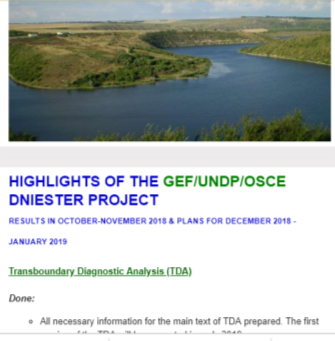 HIGHLIGHTS OF THE GEF/UNDP/OSCE
DNIESTER PROJECT
RESULTS IN OCTOBER-NOVEMBER 2018 & PLANS FOR DECEMBER 2018 -
JANUARY 2019
Transboundary Diagnostic Analysis (TDA)
Done:
All necessary information for the main text of TDA prepared. The first